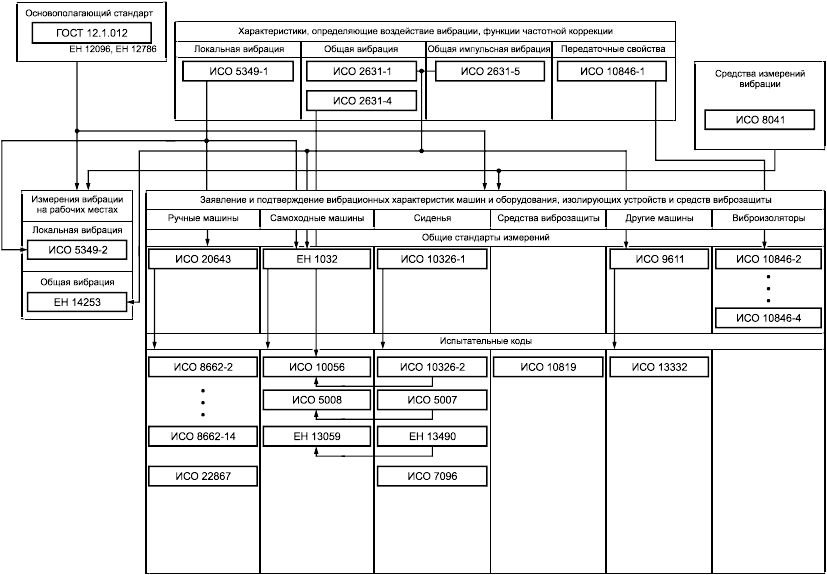 Основополагающий стандарт
ГОСТ 12.1.012
ЕН 12096, ЕН 12786
Характеристики, определяющие воздействие вибрации, функции частотной коррекции
Локальная вибрация
Общая вибрация
Общая импульсная вибрация
Передаточные свойства
ИСО 5349-1
ИСО 2631-1
ИСО 2631-5
ИСО 10846-1
ИСО 2631-4
Средства измерений
вибрации
ИСО 8041
Измерения вибрации
на рабочих местах
Локальная вибрация
ИСО 5349-2
Общая вибрация
ЕН 14253
Заявление и подтверждение вибрационных характеристик машин и оборудования, изолирующих устройств и средств виброзащиты
Ручные машины
Самоходные машины
Сиденья
Средства виброзащиты
Другие машины
Виброизоляторы
Общие стандарты измерений
ИСО 20643
ЕН 1032
ИСО 10326-1
ИСО 9611
ИСО 10846-2
ИСО 10846-4
Испытательные коды
ИСО 8662-2
ИСО 10056
ИСО 10326-2
ИСО 10819
ИСО 13332
ИСО 5008
ИСО 5007
ИСО 8662-14
ЕН 13059
ЕН 13490
ИСО 22867
ИСО 7096